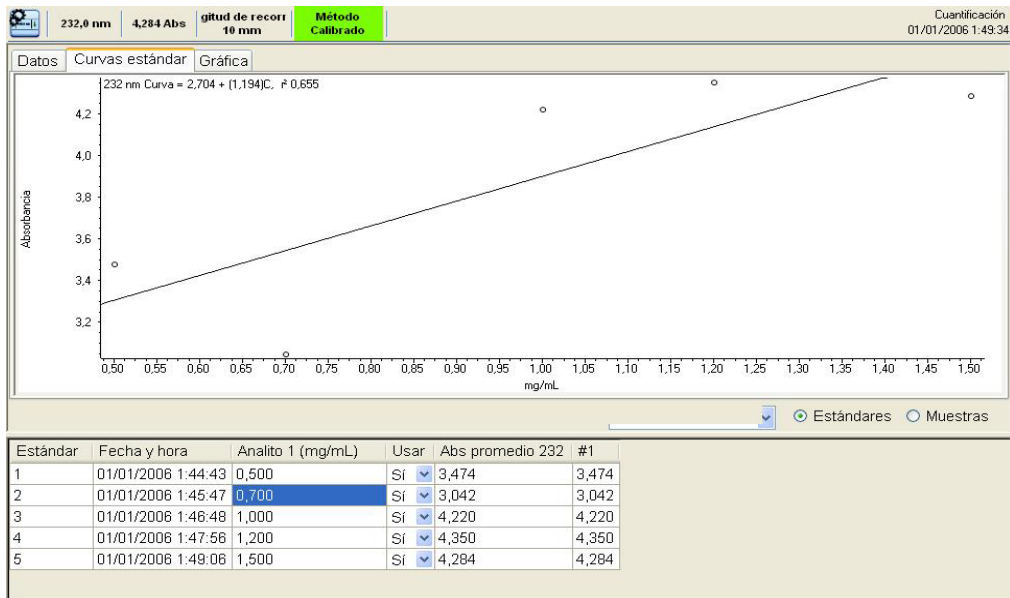 232,0 nm
4,284 Abs
gitud de recorr
10 mm
Método
Calibrado
Cuantificación
01/01/2006 1:49:34
Datos Curvas estándar Gráfica
232 nm Curva = 2,704 + (1,194)C, r² 0,655
4,2
4,0
3,8
3,6
3,4
3,2
Absorbancia
0,50 0,55 0,60 0,65 0,70 0,75 0,80 0,85 0,90 0,95 1,00 1,05 1,10 1,15 1,20 1,25 1,30 1,35 1,40 1,45 1,50
mg/mL
Estándares Muestras
Estándar Fecha y hora Analito 1 (mg/mL) Usar Abs promedio 232 #1
1 01/01/2006 1:44:43 0,500 Sí 3,474 3,474
2 01/01/2006 1:45:47 0,700 Sí 3,042 3,042
3 01/01/2006 1:46:48 1,000 Sí 4,220 4,220
4 01/01/2006 1:47:56 1,200 Sí 4,350 4,350
5 01/01/2006 1:49:06 1,500 Sí 4,284 4,284